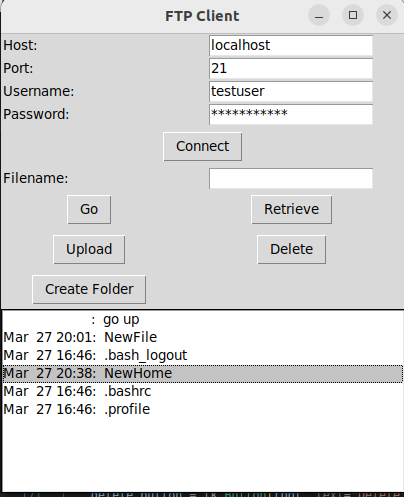 FTP Client
Host: localhost
Port: 21
Username: testuser
Password: ***********
Connect
Filename:
Go Retrieve
Upload Delete
Create Folder
: go up
Mar 27 20:01: NewFile
Mar 27 16:46: .bash_logout
Mar 27 20:38: NewHome
Mar 27 16:46: .bashrc
Mar 27 16:46: .profile